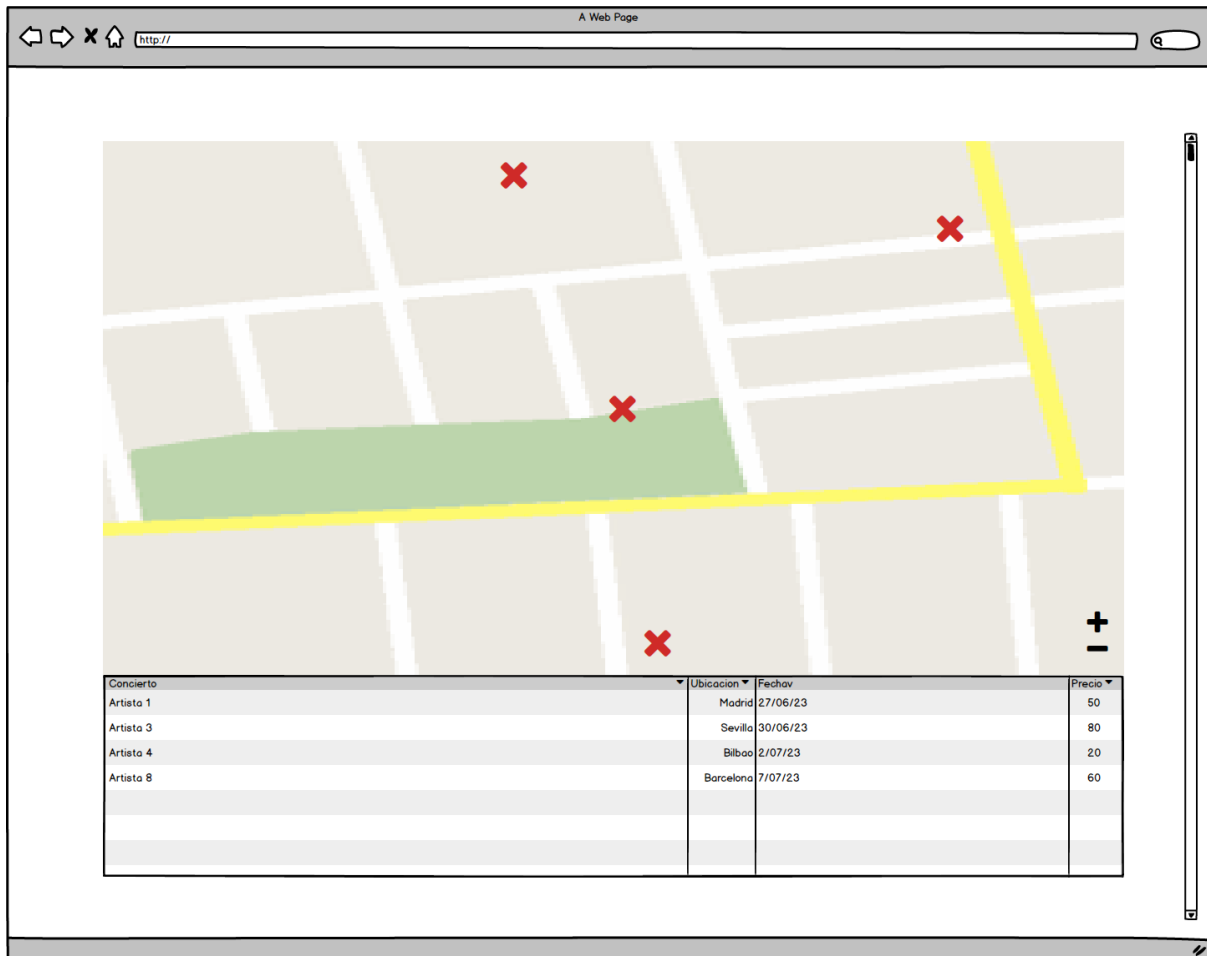 A Web Page
http://
Concierto Ubicacion Fechav Precio
Artista 1 Madrid 27/06/23 50
Artista 3 Sevilla 30/06/23 80
Artista 4 Bilbao 2/07/23 20
Artista 8 Barcelona 7/07/23 60